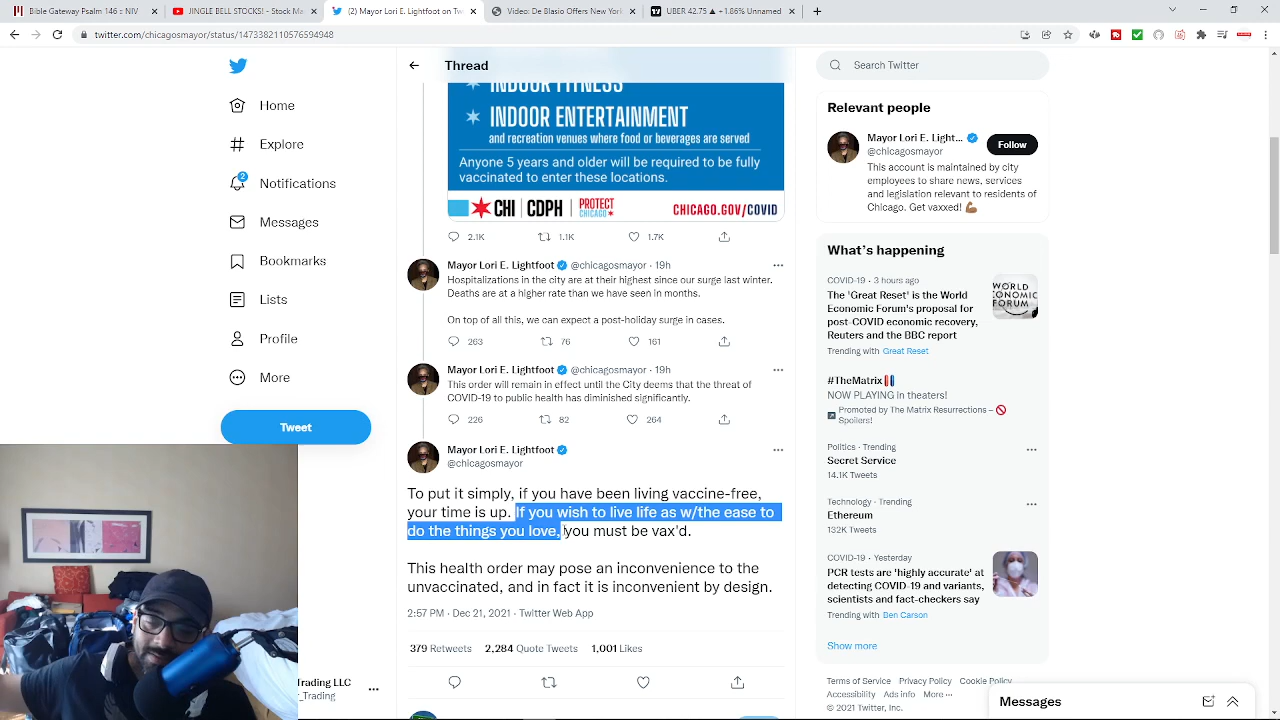 Bible Gateway Psalm 146 :: NIV
JINGLE BELL STOCKS! - Stock Ma
(2) Mayor Lori E. Lightfoot on Tw
Video: De Blasio Offers New York
UBER 42.75 ▲ +1.86% Unnamed
twitter.com/chicagosmayor/status/1473382110576594948
Home
Explore
2
Notifications
Messages
Bookmarks
Lists
Profile
More
Tweet
Trading LLC
_Trading
Thread
INDOOR FITNESS
INDOOR ENTERTAINMENT
and recreation venues where food or beverages are served
Anyone 5 years and older will be required to be fully
vaccinated to enter these locations.
CHI CDPH PROTECT CHICAGO CHICAGO.GOV/COVID
2.1K 1.1K 1.7K
Mayor Lori E. Lightfoot @chicagosmayor · 19h
Hospitalizations in the city are at their highest since our surge last winter.
Deaths are at a higher rate than we have seen in months.
On top of all this, we can expect a post-holiday surge in cases.
263 76 161
Mayor Lori E. Lightfoot @chicagosmayor · 19h
This order will remain in effect until the City deems that the threat of
COVID-19 to public health has diminished significantly.
226 82 264
Mayor Lori E. Lightfoot
@chicagosmayor
To put it simply, if you have been living vaccine-free,
your time is up. If you wish to live life as w/the ease to
do the things you love, you must be vax'd.
This health order may pose an inconvenience to the
unvaccinated, and in fact it is inconvenient by design.
2:57 PM · Dec 21, 2021 · Twitter Web App
379 Retweets 2,284 Quote Tweets 1,001 Likes
Search Twitter
Relevant people
Mayor Lori E. Light...
@chicagosmayor
Follow
This account is maintained by city
employees to share news, services
and legislation relevant to residents of
Chicago. Get vaxxed! 💪🏾
What's happening
COVID-19 · 3 hours ago
The 'Great Reset' is the World
Economic Forum's proposal for
post-COVID economic recovery,
Reuters and the BBC report
Trending with Great Reset
WORLD
ECONOMIC
FORUM
#TheMatrix
NOW PLAYING in theaters!
Promoted by The Matrix Resurrections – 🚫
Spoilers!
Politics · Trending
Secret Service
14.1K Tweets
Technology · Trending
Ethereum
132K Tweets
COVID-19 · Yesterday
PCR tests are 'highly accurate' at
detecting COVID-19 and variants,
scientists and fact-checkers say
Trending with Ben Carson
Show more
Terms of Service Privacy Policy Cookie Policy
Accessibility Ads info More ···
© 2021 Twitter, Inc.
Messages